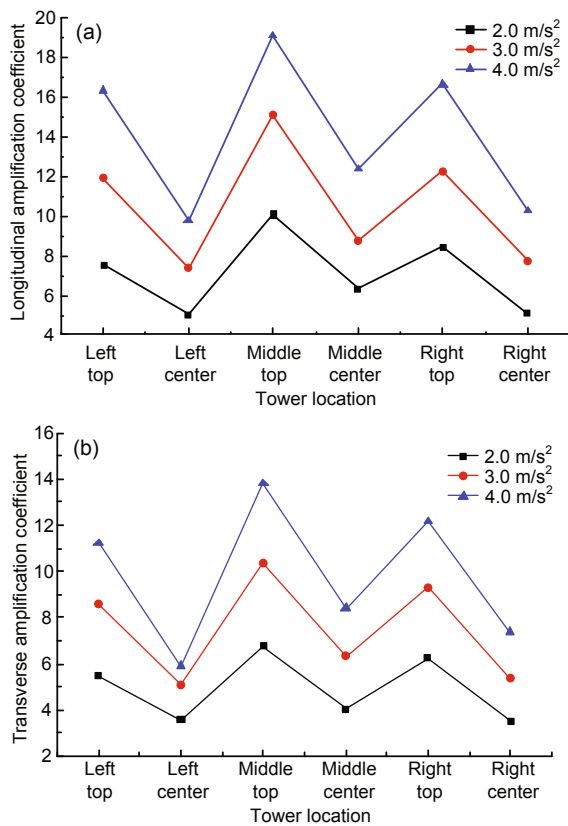 (a)
2.0 m/s²
3.0 m/s²
4.0 m/s²
Longitudinal amplification coefficient
20
18
16
14
12
10
8
6
4
Left top
Left center
Middle top
Middle center
Right top
Right center
Tower location
(b)
2.0 m/s²
3.0 m/s²
4.0 m/s²
Transverse amplification coefficient
16
14
12
10
8
6
4
2
Left top
Left center
Middle top
Middle center
Right top
Right center
Tower location